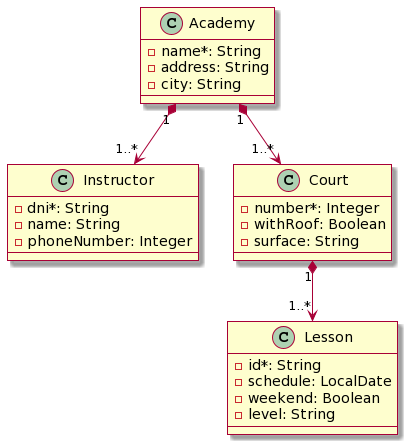 C Academy
name*: String
address: String
city: String
1 1
1..* 1..*
C Instructor
dni*: String
name: String
phoneNumber: Integer
C Court
number*: Integer
withRoof: Boolean
surface: String
1
1..*
C Lesson
id*: String
schedule: LocalDate
weekend: Boolean
level: String